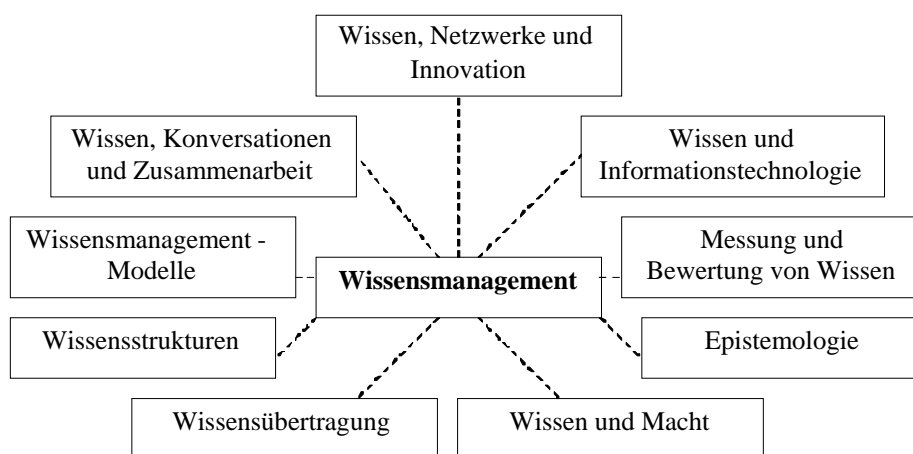 Wissen, Netzwerke und
Innovation
Wissen, Konversationen
und Zusammenarbeit
Wissen und
Informationstechnologie
Wissensmanagement -
Modelle
Wissensmanagement
Messung und
Bewertung von Wissen
Wissensstrukturen
Epistemologie
Wissensübertragung
Wissen und Macht